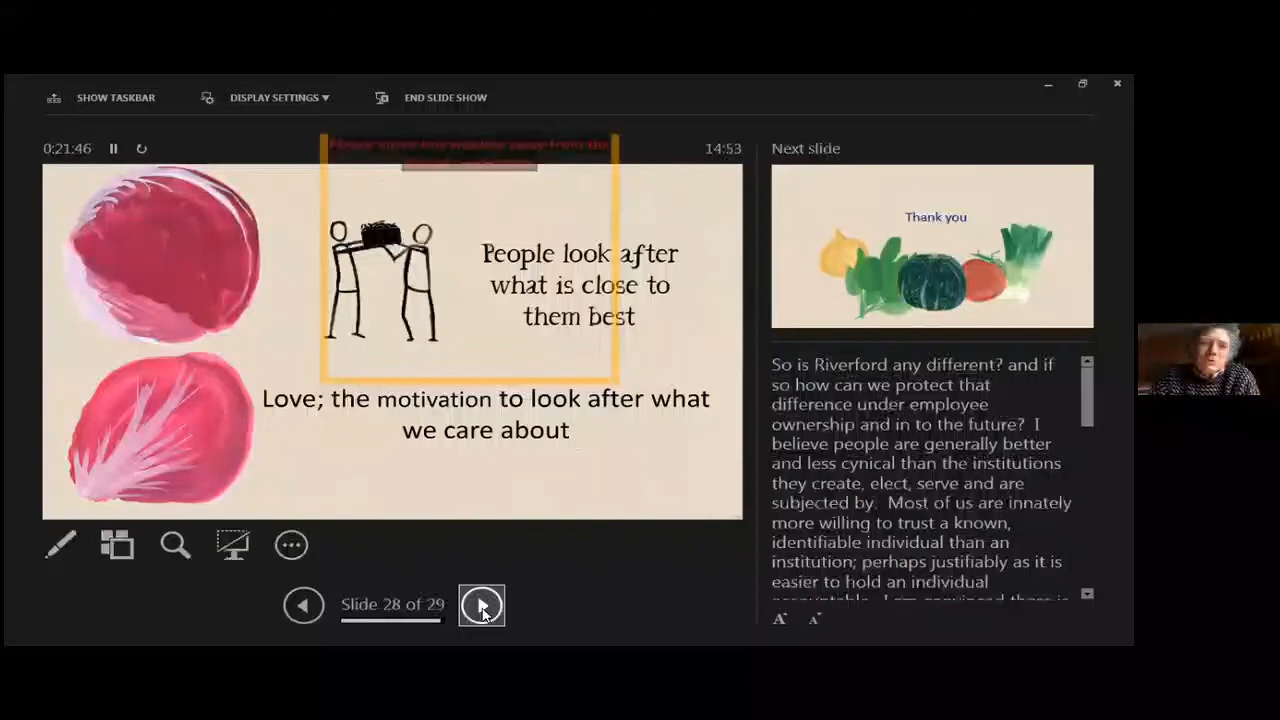 SHOW TASKBAR
DISPLAY SETTINGS ▼
END SLIDE SHOW
0:21:46
14:53
Next slide
People look after
what is close to
them best
Love; the motivation to look after what
we care about
Slide 28 of 29
Thank you
So is Riverford any different? and if
so how can we protect that
difference under employee
ownership and in to the future? I
believe people are generally better
and less cynical than the institutions
they create, elect, serve and are
subjected by. Most of us are innately
more willing to trust a known,
identifiable individual than an
institution; perhaps justifiably as it is
easier to hold an individual
A A